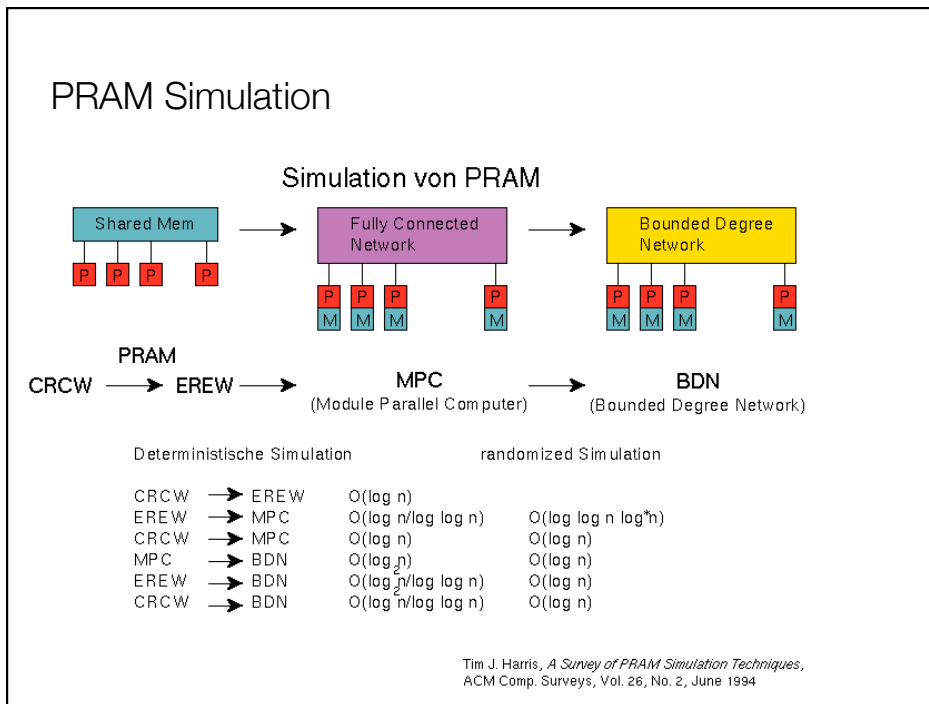 PRAM Simulation
Simulation von PRAM
Shared Mem
P P P P
Fully Connected
Network
P P P P
M M M M
Bounded Degree
Network
P P P P
M M M M
PRAM
CRCW EREW MPC BDN
(Module Parallel Computer) (Bounded Degree Network)
Deterministische Simulation randomized Simulation
CRCW EREW O(log n)
EREW MPC O(log n/log log n) O(log log n log*n)
CRCW MPC O(log n) O(log n)
MPC BDN O(log n) O(log n)
EREW BDN O(log²n/log log n) O(log n)
CRCW BDN O(log²n/log log n) O(log n)
Tim J. Harris, A Survey of PRAM Simulation Techniques,
ACM Comp. Surveys, Vol. 26, No. 2, June 1994